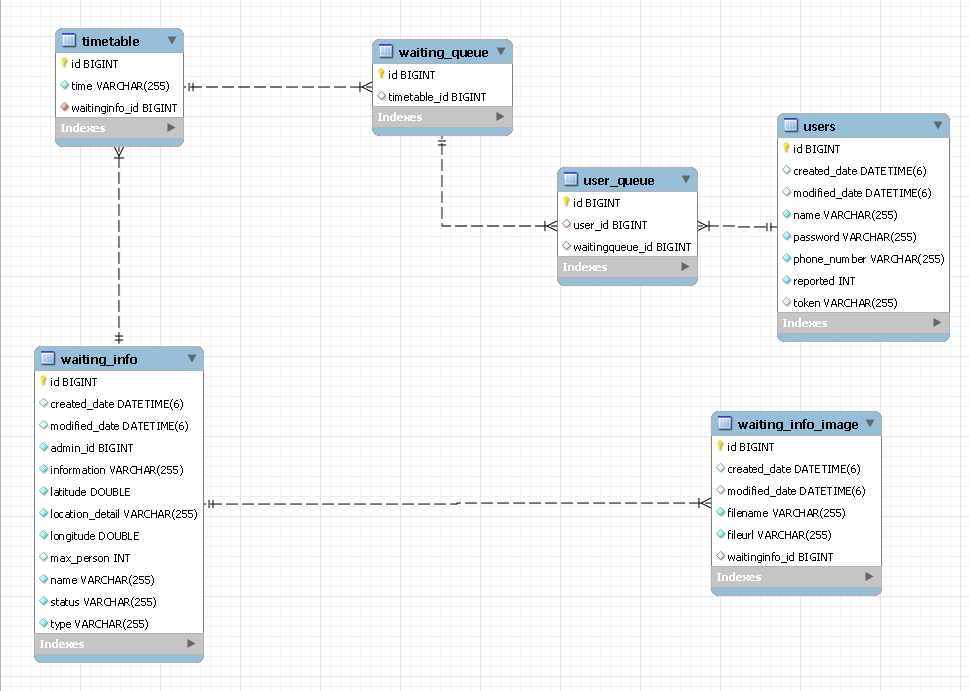 timetable
id BIGINT
time VARCHAR(255)
waitinginfo_id BIGINT
Indexes
waiting_queue
id BIGINT
timetable_id BIGINT
Indexes
user_queue
id BIGINT
user_id BIGINT
waitingqueue_id BIGINT
Indexes
users
id BIGINT
created_date DATETIME(6)
modified_date DATETIME(6)
name VARCHAR(255)
password VARCHAR(255)
phone_number VARCHAR(255)
reported INT
token VARCHAR(255)
Indexes
waiting_info
id BIGINT
created_date DATETIME(6)
modified_date DATETIME(6)
admin_id BIGINT
information VARCHAR(255)
latitude DOUBLE
location_detail VARCHAR(255)
longitude DOUBLE
max_person INT
name VARCHAR(255)
status VARCHAR(255)
type VARCHAR(255)
Indexes
waiting_info_image
id BIGINT
created_date DATETIME(6)
modified_date DATETIME(6)
filename VARCHAR(255)
fileurl VARCHAR(255)
waitinginfo_id BIGINT
Indexes